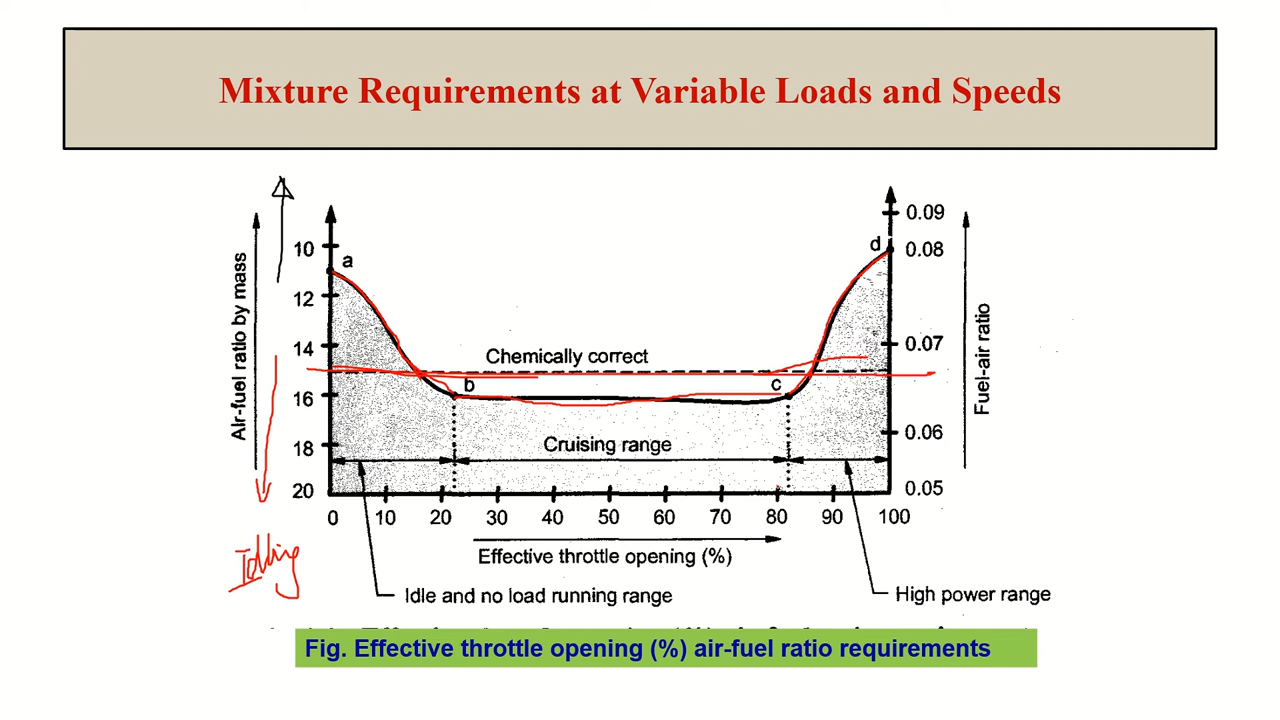 Mixture Requirements at Variable Loads and Speeds
Air-fuel ratio by mass
10
12
14
16
18
20
a
b
c
d
Chemically correct
Cruising range
0.09
0.08
0.07
0.06
0.05
Fuel-air ratio
0 10 20 30 40 50 60 70 80 90 100
Effective throttle opening (%)
Idling
Idle and no load running range
High power range
Fig. Effective throttle opening (%) air-fuel ratio requirements